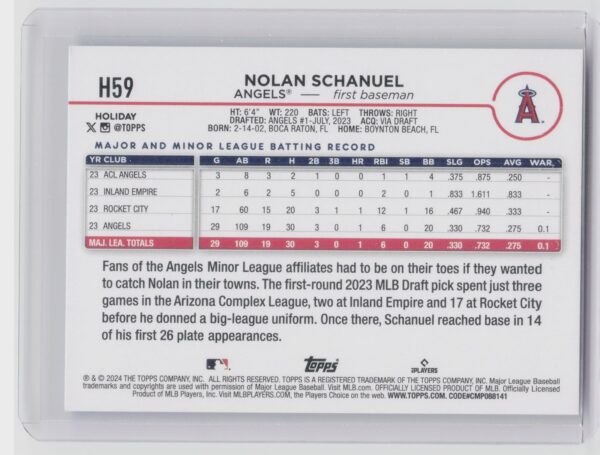 H59
NOLAN SCHANUEL
ANGELS® — first baseman
A
HOLIDAY
X @TOPPS
HT: 6'4" WT: 220 BATS: LEFT THROWS: RIGHT
DRAFTED: ANGELS #1-JULY, 2023 ACQ: VIA DRAFT
BORN: 2-14-02, BOCA RATON, FL HOME: BOYNTON BEACH, FL
MAJOR AND MINOR LEAGUE BATTING RECORD
YR CLUB G AB R H 2B 3B HR RBI SB BB SLG OPS AVG WAR
23 ACL ANGELS 3 8 3 2 1 0 0 1 1 4 .375 .875 .250 -
23 INLAND EMPIRE 2 6 2 5 0 0 0 2 0 1 .833 1.611 .833 -
23 ROCKET CITY 17 60 15 20 3 1 1 12 1 16 .467 .940 .333 -
23 ANGELS 29 109 19 30 3 0 1 6 0 20 .330 .732 .275 0.1
MAJ. LEA. TOTALS 29 109 19 30 3 0 1 6 0 20 .330 .732 .275 0.1
Fans of the Angels Minor League affiliates had to be on their toes if they wanted
to catch Nolan in their towns. The first-round 2023 MLB Draft pick spent just three
games in the Arizona Complex League, two at Inland Empire and 17 at Rocket City
before he donned a big-league uniform. Once there, Schanuel reached base in 14
of his first 26 plate appearances.
Topps
PLAYERS
® & © 2024 THE TOPPS COMPANY, INC. ALL RIGHTS RESERVED. TOPPS IS A REGISTERED TRADEMARK OF THE TOPPS COMPANY, INC. Major League Baseball
trademarks and copyrights are used with permission of Major League Baseball. Visit MLB.com. OFFICIALLY LICENSED PRODUCT OF MLB. Officially Licensed
Product of MLB Players, Inc. Visit MLBPLAYERS.COM, the Players Choice on the web. WWW.TOPPS.COM. CODE#CMP088141